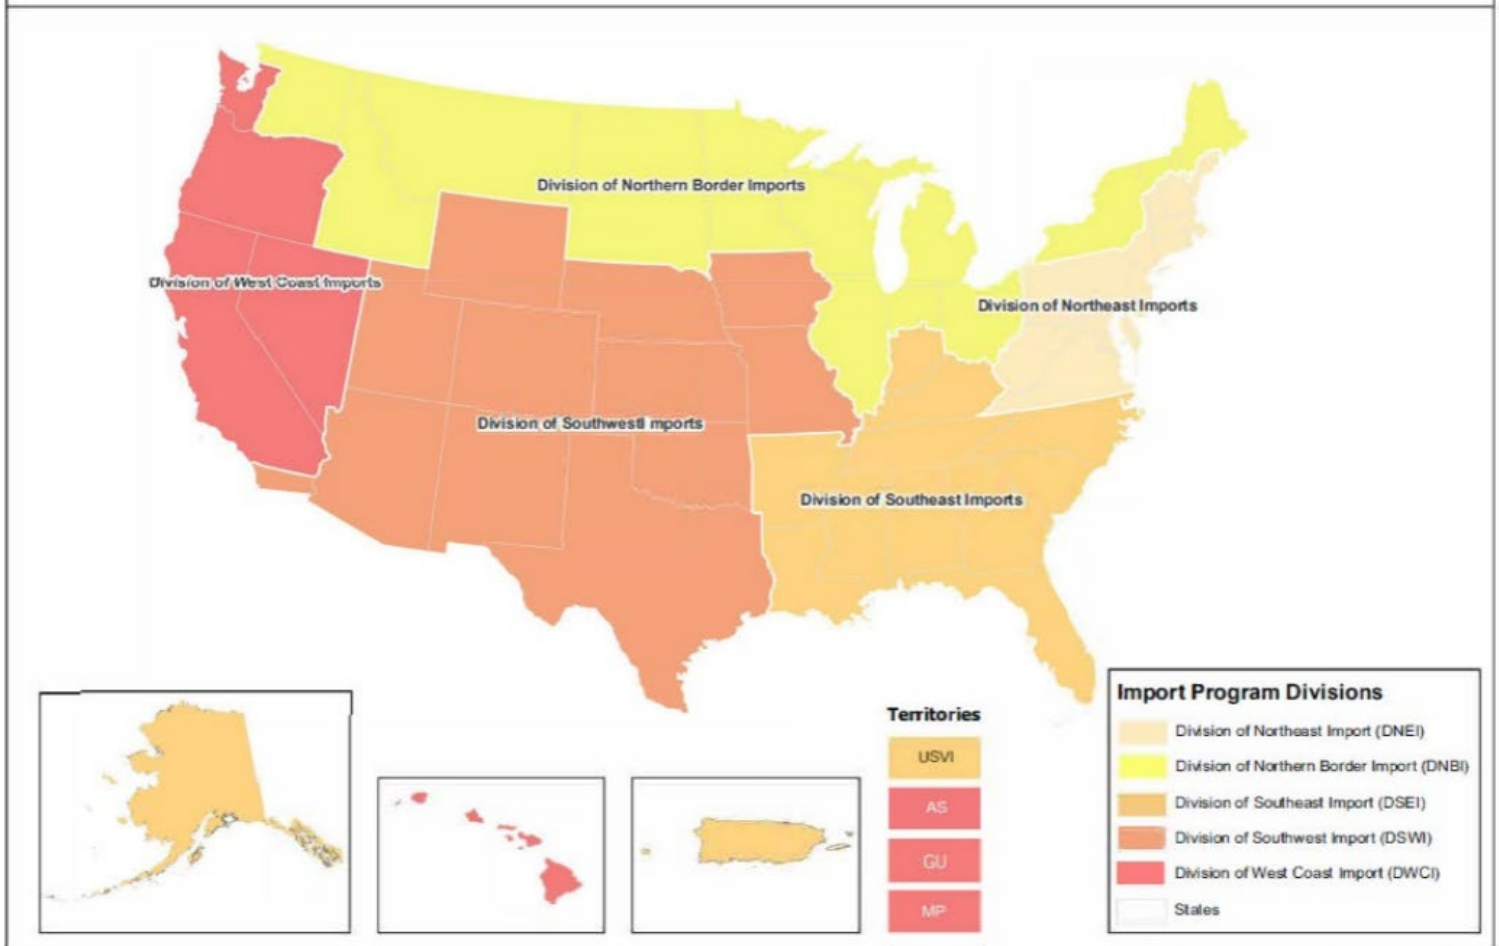 Division of Northern Border Imports
Division of West Coast Imports
Division of Northeast Imports
Division of Southwestl mports
Division of Southeast Imports
Territories
USVI
AS
GU
MP
Import Program Divisions
Division of Northeast Import (DNEI)
Division of Northern Border Import (DNBI)
Division of Southeast Import (DSEI)
Division of Southwest Import (DSWI)
Division of West Coast Import (DWCI)
States